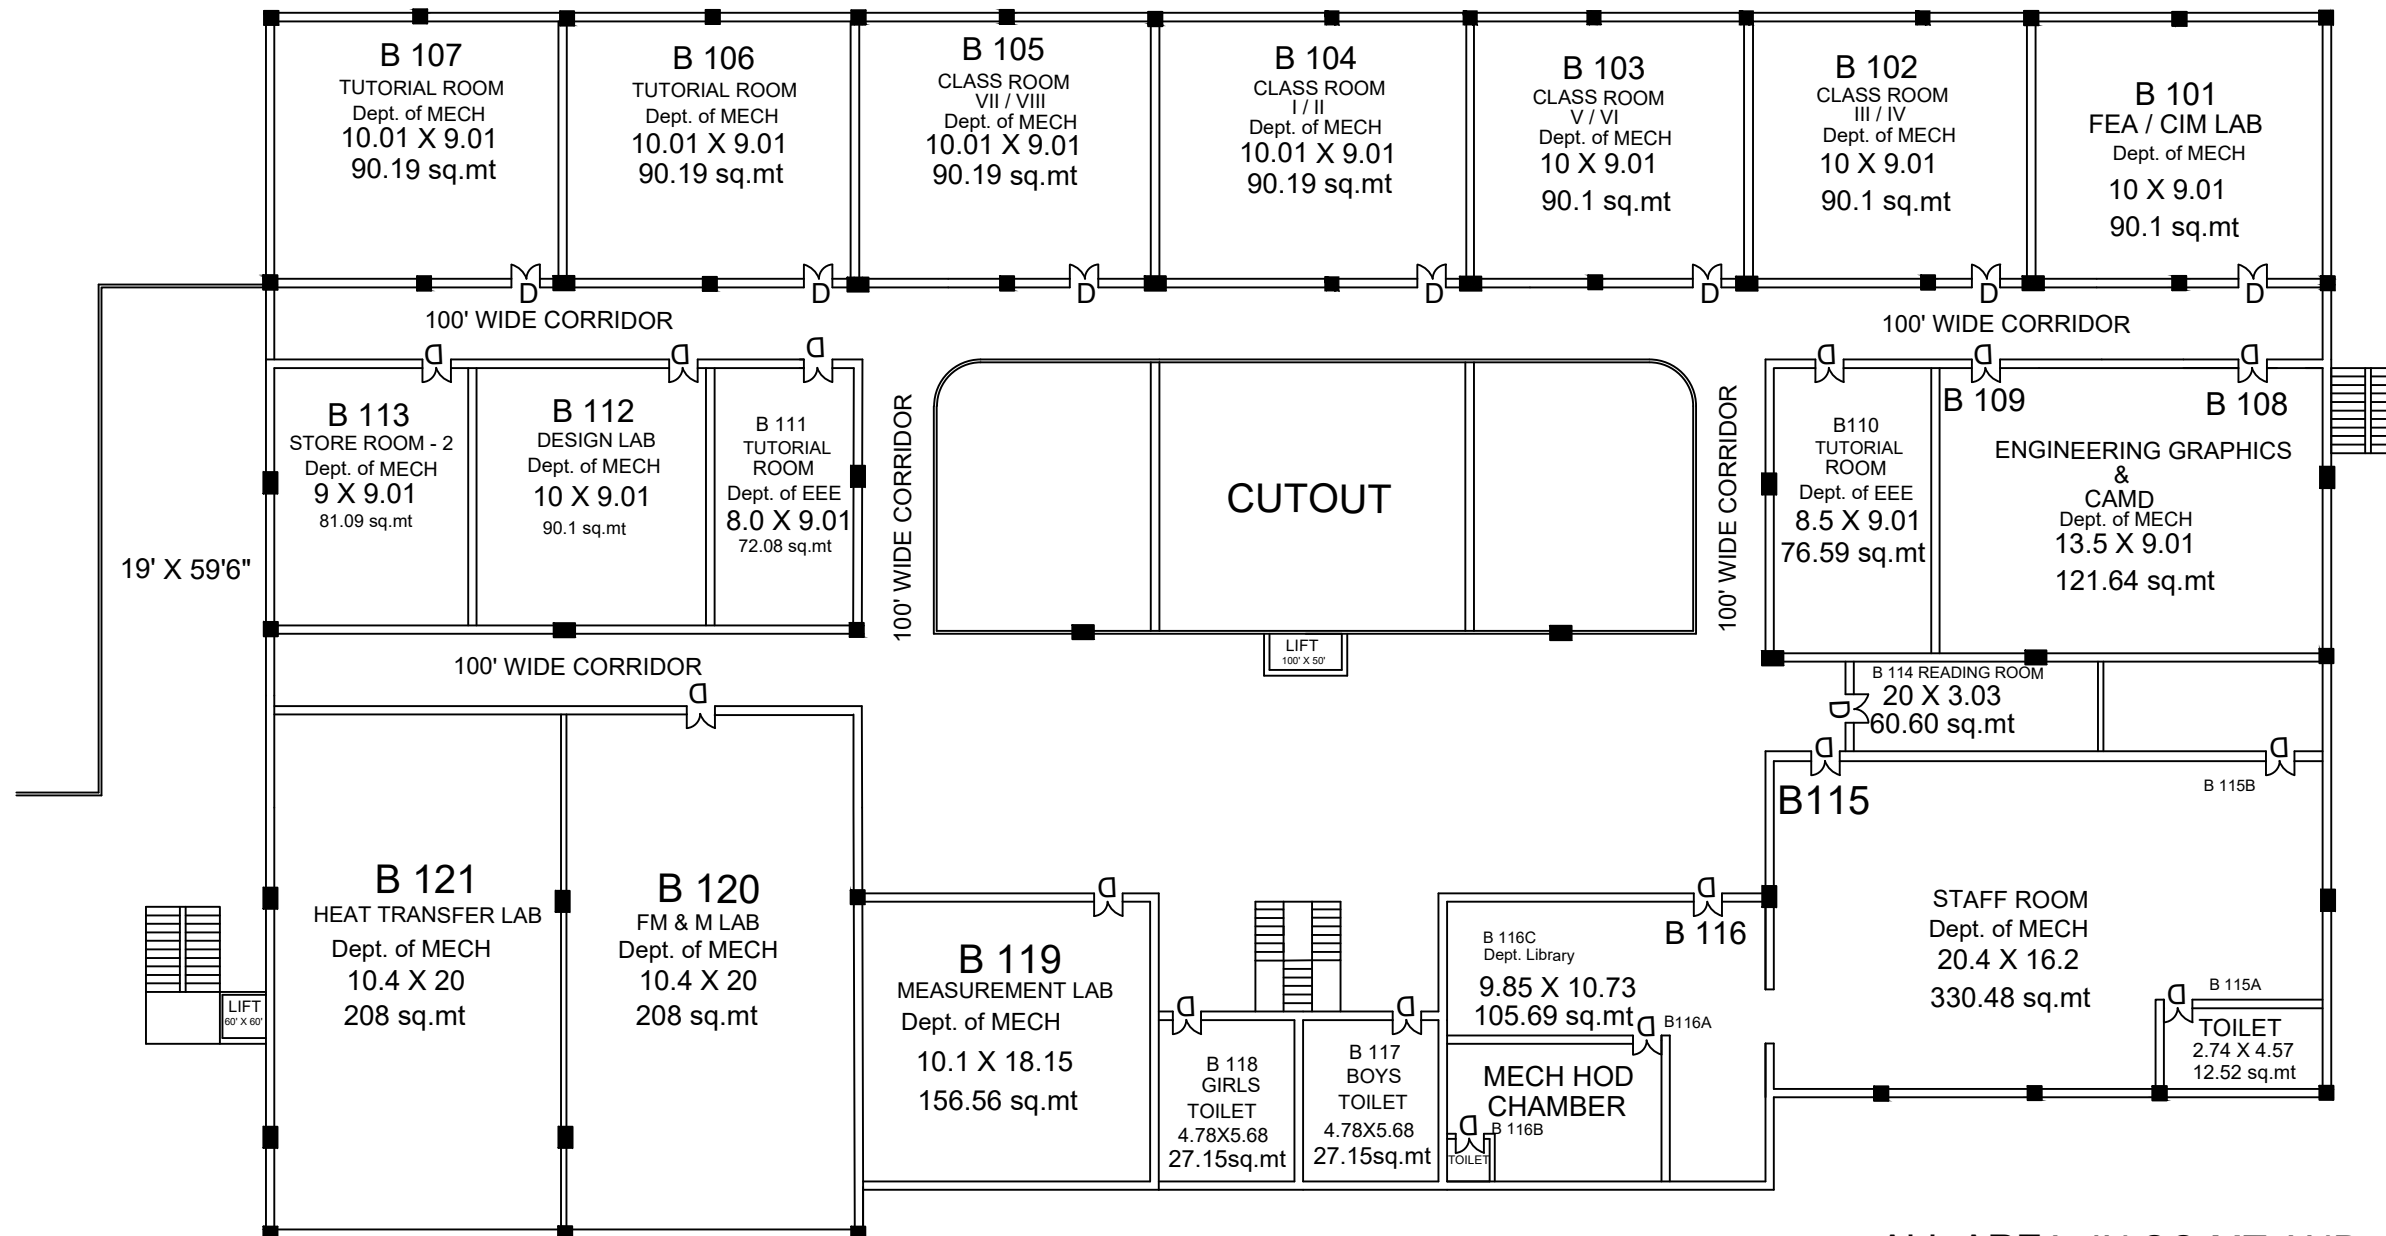 B 107
TUTORIAL ROOM
Dept. of MECH
10.01 X 9.01
90.19 sq.mt
B 106
TUTORIAL ROOM
Dept. of MECH
10.01 X 9.01
90.19 sq.mt
B 105
CLASS ROOM
VII / VIII
Dept. of MECH
10.01 X 9.01
90.19 sq.mt
B 104
CLASS ROOM
I / II
Dept. of MECH
10.01 X 9.01
90.19 sq.mt
B 103
CLASS ROOM
V / VI
Dept. of MECH
10 X 9.01
90.1 sq.mt
B 102
CLASS ROOM
III / IV
Dept. of MECH
10 X 9.01
90.1 sq.mt
B 101
FEA / CIM LAB
Dept. of MECH
10 X 9.01
90.1 sq.mt
D
D
D
D
D
D
D
100' WIDE CORRIDOR
100' WIDE CORRIDOR
D
D
D
D
D
D
B 113
STORE ROOM - 2
Dept. of MECH
9 X 9.01
81.09 sq.mt
B 112
DESIGN LAB
Dept. of MECH
10 X 9.01
90.1 sq.mt
B 111
TUTORIAL
ROOM
Dept. of EEE
8.0 X 9.01
72.08 sq.mt
100' WIDE CORRIDOR
CUTOUT
100' WIDE CORRIDOR
B110
TUTORIAL
ROOM
Dept. of EEE
8.5 X 9.01
76.59 sq.mt
B 109
B 108
ENGINEERING GRAPHICS
&
CAMD
Dept. of MECH
13.5 X 9.01
121.64 sq.mt
19' X 59'6"
LIFT
100' X 50'
100' WIDE CORRIDOR
D
B 114 READING ROOM
20 X 3.03
60.60 sq.mt
D
D
D
B115
B 115B
B 121
HEAT TRANSFER LAB
Dept. of MECH
10.4 X 20
208 sq.mt
B 120
FM & M LAB
Dept. of MECH
10.4 X 20
208 sq.mt
LIFT
60' X 60'
D
B 119
MEASUREMENT LAB
Dept. of MECH
10.1 X 18.15
156.56 sq.mt
D
B 118
GIRLS
TOILET
4.78X5.68
27.15sq.mt
D
B 117
BOYS
TOILET
4.78X5.68
27.15sq.mt
D
B 116
B 116C
Dept. Library
9.85 X 10.73
105.69 sq.mt
D
B116A
MECH HOD
CHAMBER
D
B 116B
TOILET
STAFF ROOM
Dept. of MECH
20.4 X 16.2
330.48 sq.mt
D
B 115A
TOILET
2.74 X 4.57
12.52 sq.mt